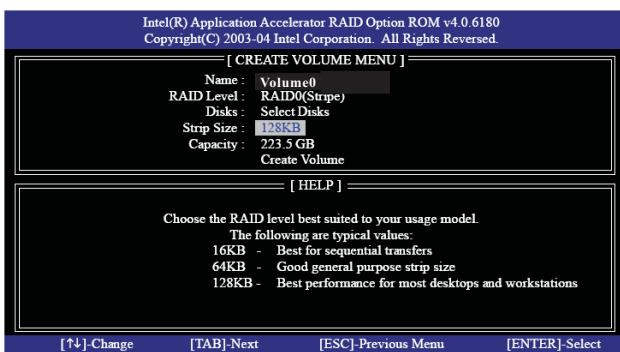 Intel(R) Application Accelerator RAID Option ROM v4.0.6180
Copyright(C) 2003-04 Intel Corporation. All Rights Reversed.
[ CREATE VOLUME MENU ]
Name : Volume0
RAID Level : RAID0(Stripe)
Disks : Select Disks
Strip Size : 128KB
Capacity : 223.5 GB
Create Volume
[ HELP ]
Choose the RAID level best suited to your usage model.
The following are typical values:
16KB - Best for sequential transfers
64KB - Good general purpose strip size
128KB - Best performance for most desktops and workstations
[↑↓]-Change [TAB]-Next [ESC]-Previous Menu [ENTER]-Select